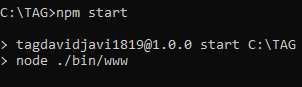 C:\TAG>npm start
> tagdavidjavi1819@1.0.0 start C:\TAG
> node ./bin/www